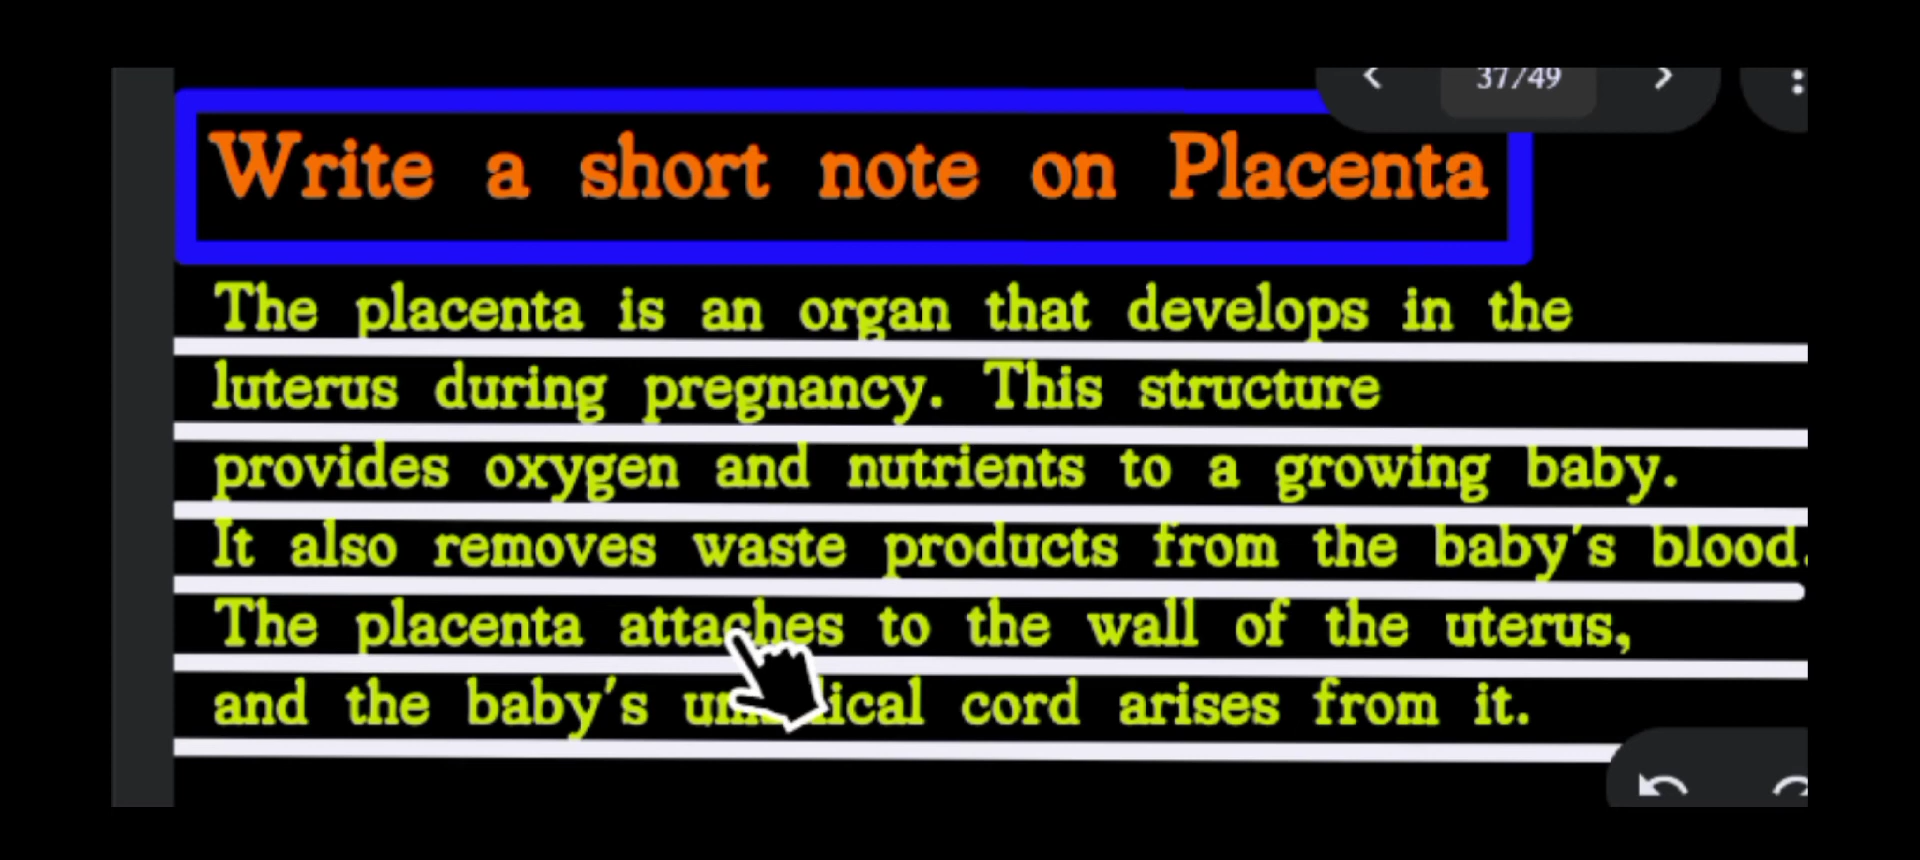 37/49
Write a short note on Placenta
The placenta is an organ that develops in the
luterus during pregnancy. This structure
provides oxygen and nutrients to a growing baby.
It also removes waste products from the baby's blood.
The placenta attaches to the wall of the uterus,
and the baby's cord arises from it.